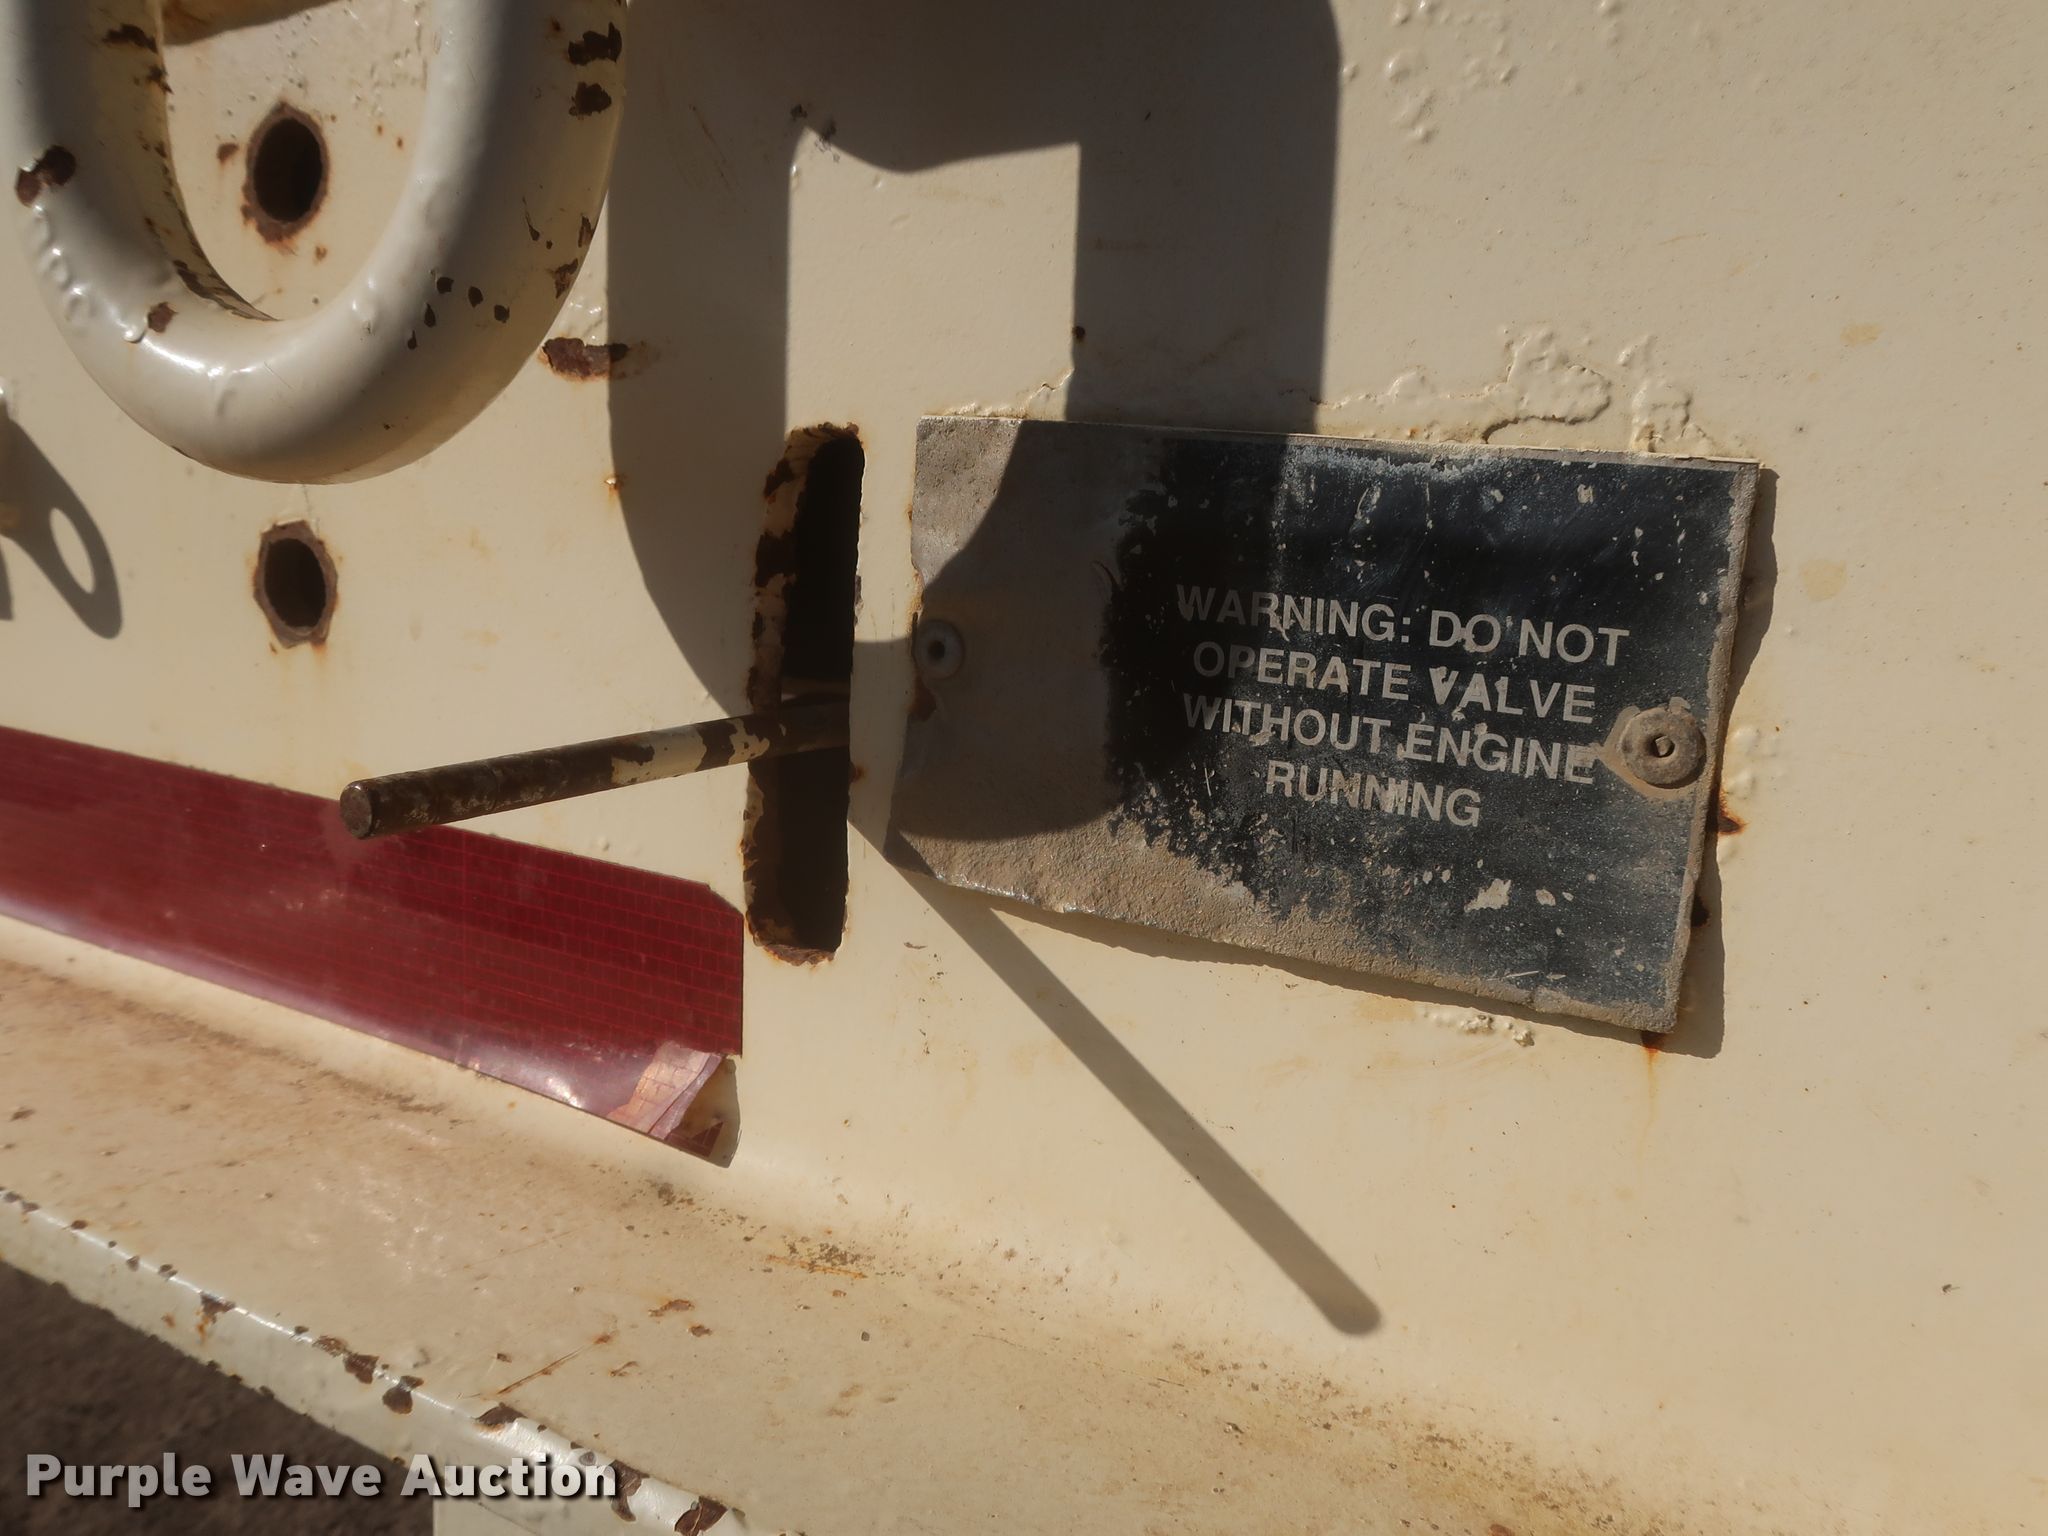 WARNING: DO NOT
OPERATE VALVE
WITHOUT ENGINE
RUNNING
Purple Wave Auction